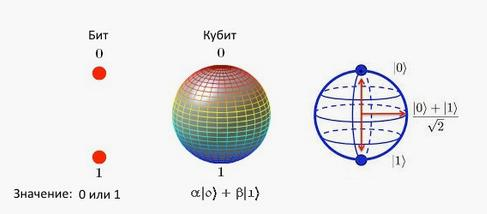 Бит
0
1
Значение: 0 или 1
Кубит
0
1
α|0⟩ + β|1⟩
|0⟩
|0⟩ + |1⟩
√2
|1⟩